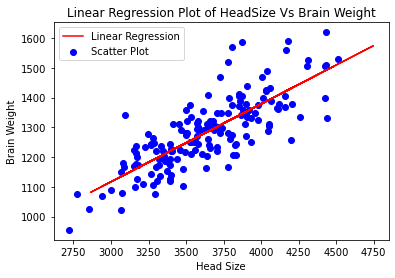 Linear Regression Plot of HeadSize Vs Brain Weight
Linear Regression
Scatter Plot
1600
1500
1400
1300
1200
1100
1000
Brain Weight
2750 3000 3250 3500 3750 4000 4250 4500 4750
Head Size